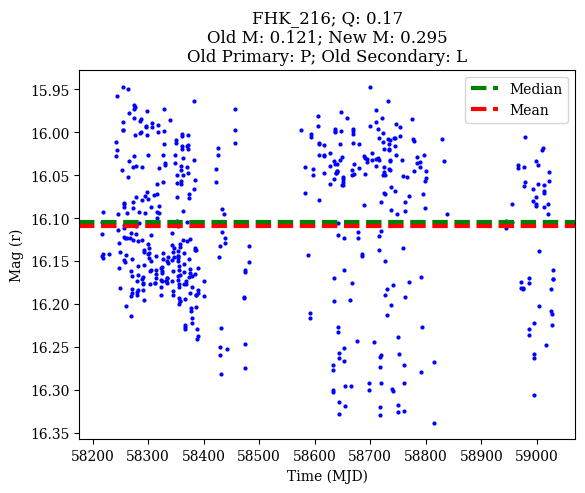 FHK_216; Q: 0.17
Old M: 0.121; New M: 0.295
Old Primary: P; Old Secondary: L
Median
Mean
15.95
16.00
16.05
16.10
16.15
16.20
16.25
16.30
16.35
Mag (r)
58200 58300 58400 58500 58600 58700 58800 58900 59000
Time (MJD)